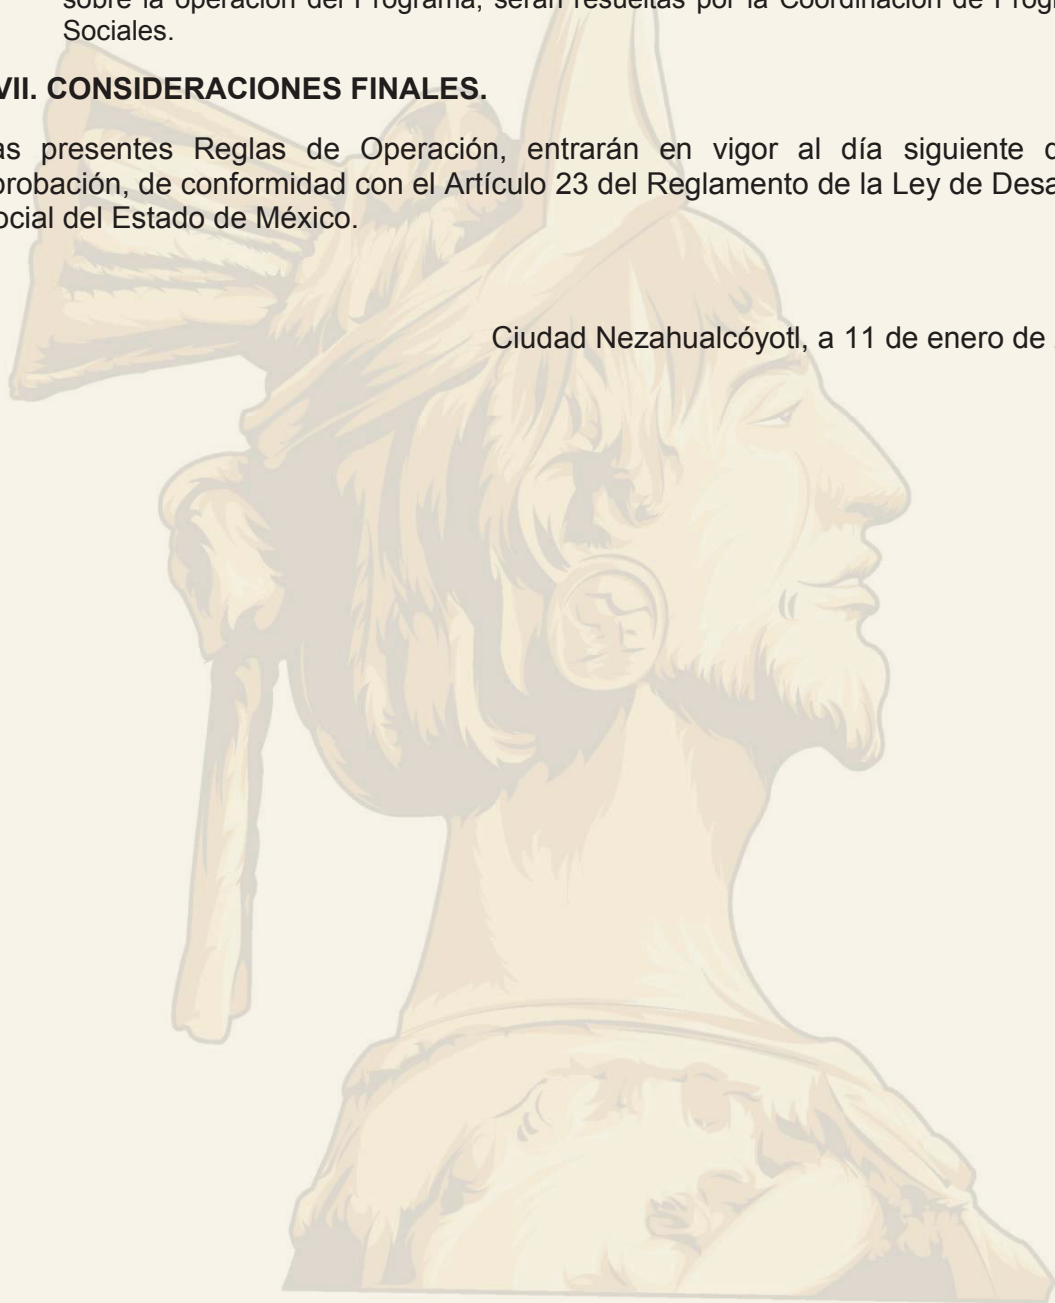 sobre la operación del Programa, serán resueltas por la Coordinación de Progr
Sociales.
VII. CONSIDERACIONES FINALES.
as presentes Reglas de Operación, entrarán en vigor al día siguiente d
probación, de conformidad con el Artículo 23 del Reglamento de la Ley de Desa
ocial del Estado de México.
Ciudad Nezahualcóyotl, a 11 de enero de